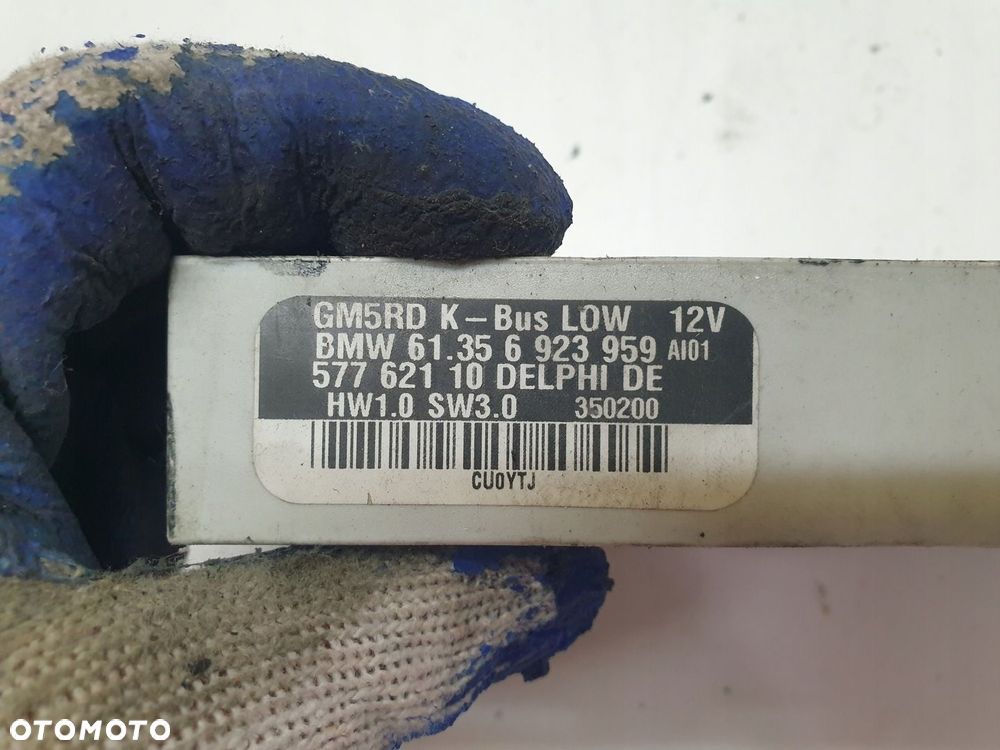 GM5RD K-Bus LOW 12V
BMW 61.35 6 923 959 AI01
577 621 10 DELPHI DE
HW1.0 SW3.0 350200
CU0YTJ
OTOMOTO